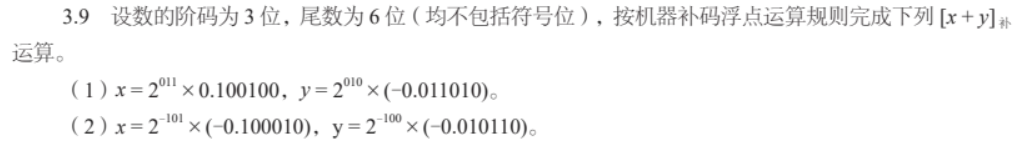 3.9 设数的阶码为 3 位，尾数为 6 位（均不包括符号位），按机器补码浮点运算规则完成下列 [x + y]补
运算。
（1）x = 2^011 × 0.100100，y = 2^010 × (−0.011010)。
（2）x = 2^-101 × (−0.100010)，y = 2^-100 × (−0.010110)。